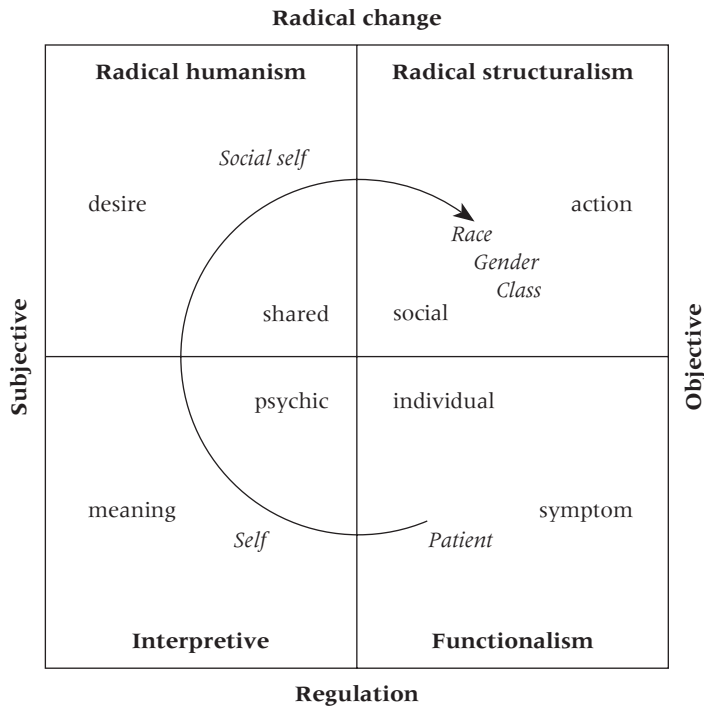 Radical change
Radical humanism
Radical structuralism
Social self
desire
action
Race
Gender
Class
shared
social
Subjective
Objective
psychic
individual
meaning
symptom
Self
Patient
Interpretive
Functionalism
Regulation